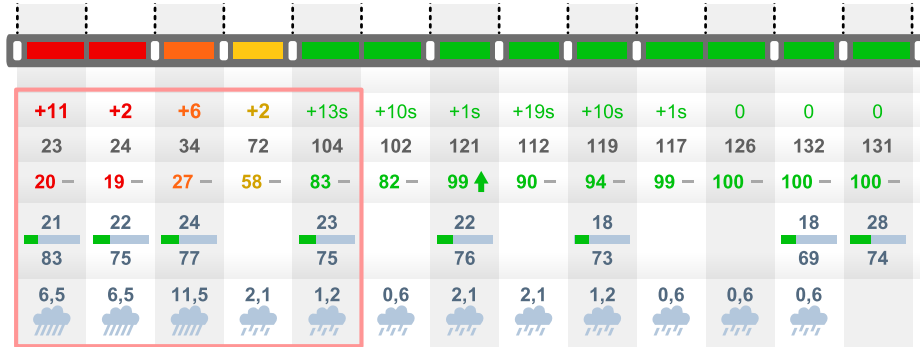 +11 +2 +6 +2 +13s +10s +1s +19s +10s +1s 0 0 0
23 24 34 72 104 102 121 112 119 117 126 132 131
20 19 27 58 83 82 99 90 94 99 100 100 100
21 22 24 23 22 18 18 28
83 75 77 75 76 73 69 74
6,5 6,5 11,5 2,1 1,2 0,6 2,1 2,1 1,2 0,6 0,6 0,6